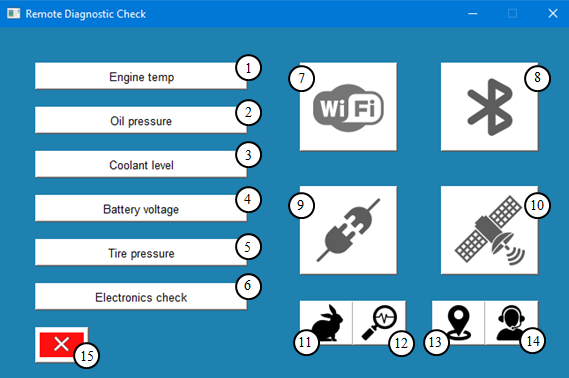 Remote Diagnostic Check
Engine temp
1
Oil pressure
2
Coolant level
3
Battery voltage
4
Tire pressure
5
Electronics check
6
7
WiFi
8
9
10
11
12
13
14
15